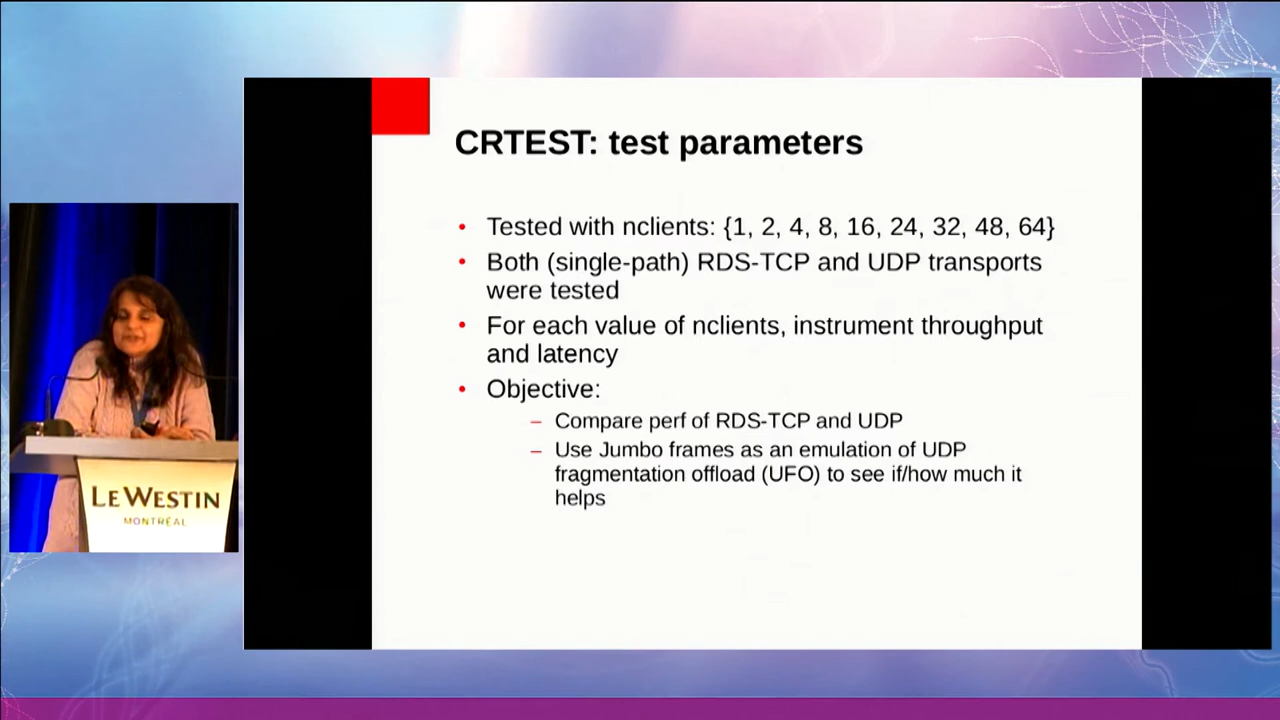 CRTEST: test parameters
• Tested with nclients: {1, 2, 4, 8, 16, 24, 32, 48, 64}
• Both (single-path) RDS-TCP and UDP transports
were tested
• For each value of nclients, instrument throughput
and latency
• Objective:
– Compare perf of RDS-TCP and UDP
– Use Jumbo frames as an emulation of UDP
fragmentation offload (UFO) to see if/how much it
helps
LE WESTIN
MONTRÉAL